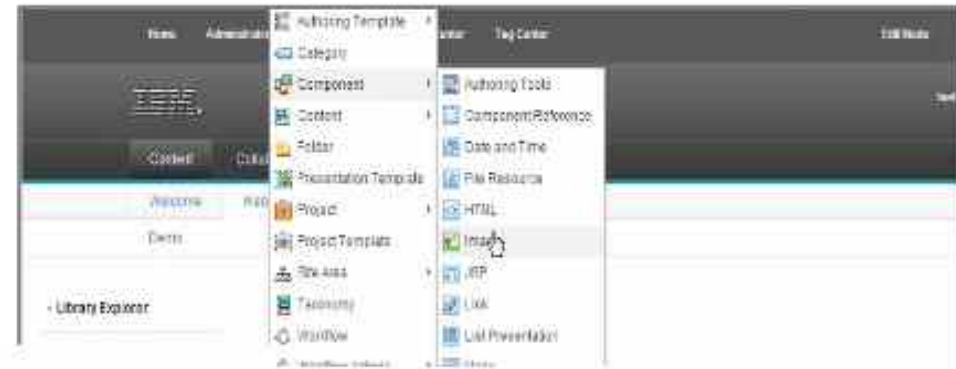 Home
Tag Center
Edit Mode
IBM
Content
Welcome
Demo
Library Explorer
Authoring Template
Category
Component
Content
Folder
Presentation Template
Project
Project Template
Site Area
Taxonomy
Workflow
Authoring Tools
Component Reference
Date and Time
File Resource
HTML
JSP
Link
List Presentation